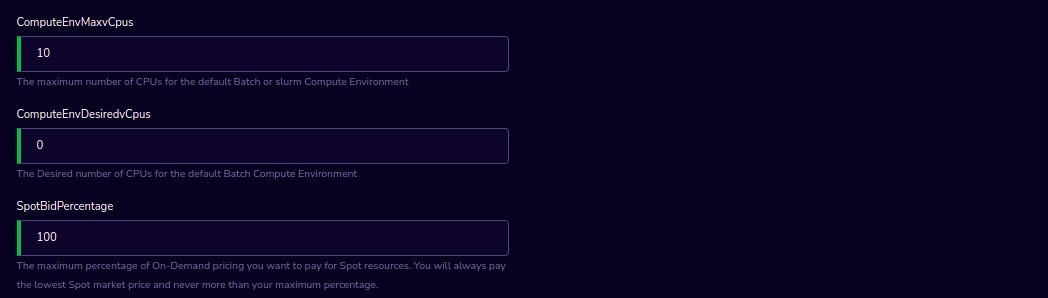 ComputeEnvMaxvCpus
10
The maximum number of CPUs for the default Batch or slurm Compute Environment
ComputeEnvDesiredvCpus
0
The Desired number of CPUs for the default Batch Compute Environment
SpotBidPercentage
100
The maximum percentage of On-Demand pricing you want to pay for Spot resources. You will always pay
the lowest Spot market price and never more than your maximum percentage.